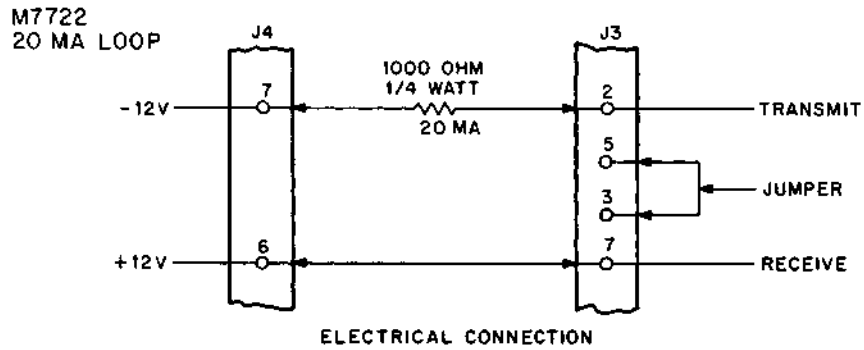 M7722
20 MA LOOP
J4
J3
1000 OHM
1/4 WATT
7
2
-12V
TRANSMIT
20 MA
5
JUMPER
3
6
7
+12V
RECEIVE
ELECTRICAL CONNECTION